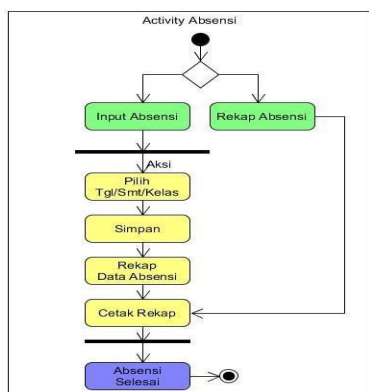 Activity Absensi
Input Absensi
Rekap Absensi
Aksi
Pilih
Tgl/Smt/Kelas
Simpan
Rekap
Data Absensi
Cetak Rekap
Absensi
Selesai